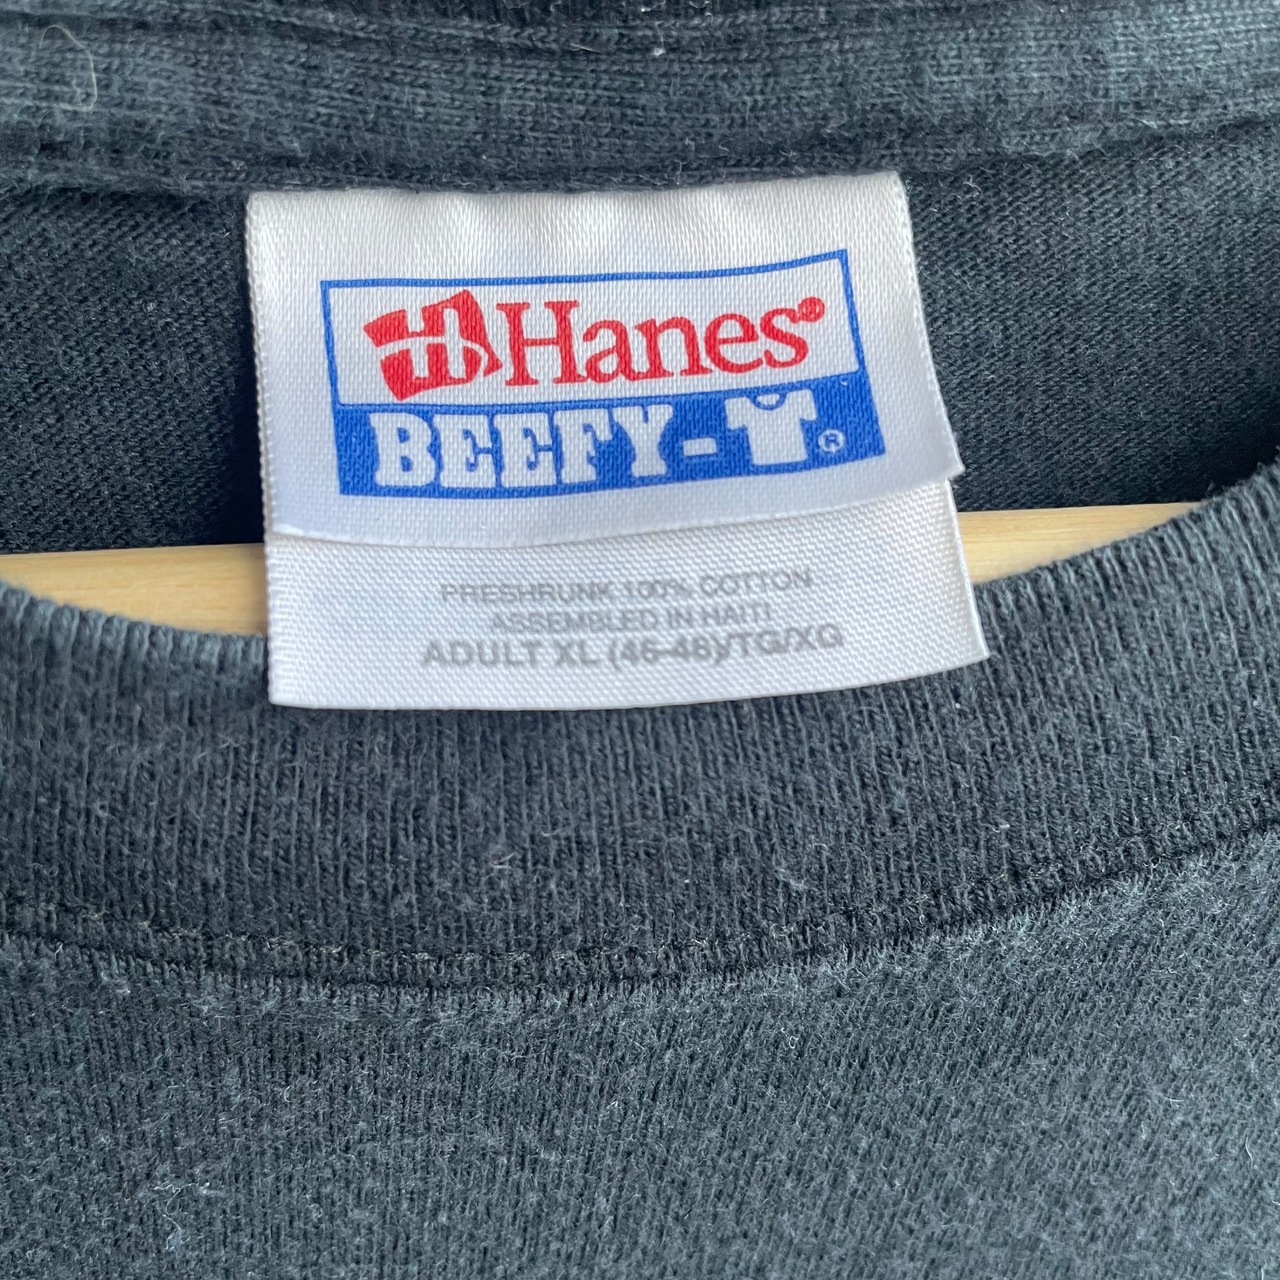 Hanes
BEEFY-T®
PRESHRUNK 100% COTTON
ASSEMBLED IN HAITI
ADULT XL (46-48)/TG/XG